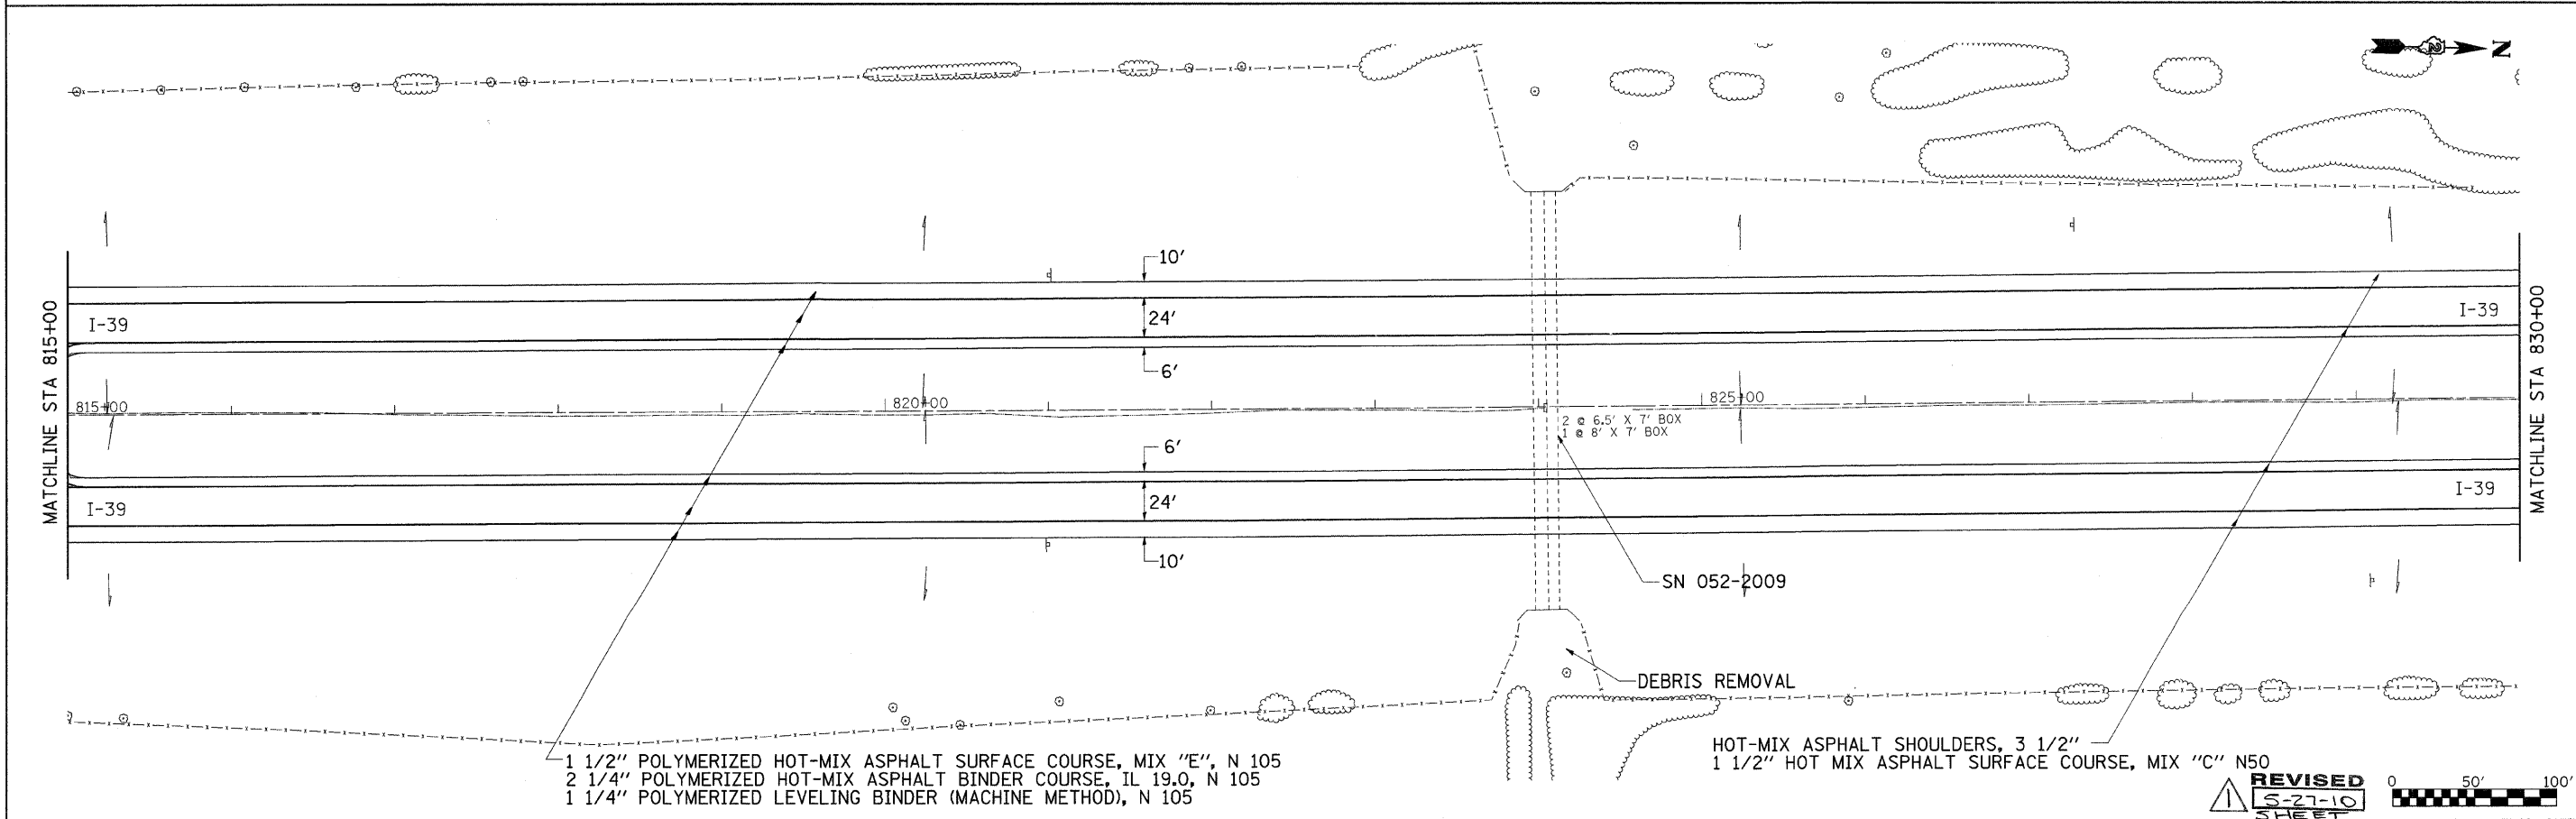 N
10'
24'
6'
MATCHLINE STA 815+00
I-39
I-39
MATCHLINE STA 830+00
815+00
820+00
825+00
2 @ 6.5' X 7' BOX
1 @ 8' X 7' BOX
6'
24'
10'
I-39
I-39
SN 052-2009
DEBRIS REMOVAL
1 1/2" POLYMERIZED HOT-MIX ASPHALT SURFACE COURSE, MIX "E", N 105
2 1/4" POLYMERIZED HOT-MIX ASPHALT BINDER COURSE, IL 19.0, N 105
1 1/4" POLYMERIZED LEVELING BINDER (MACHINE METHOD), N 105
HOT-MIX ASPHALT SHOULDERS, 3 1/2"
1 1/2" HOT MIX ASPHALT SURFACE COURSE, MIX "C" N50
1
REVISED
5-27-10
SHEET
0 50' 100'